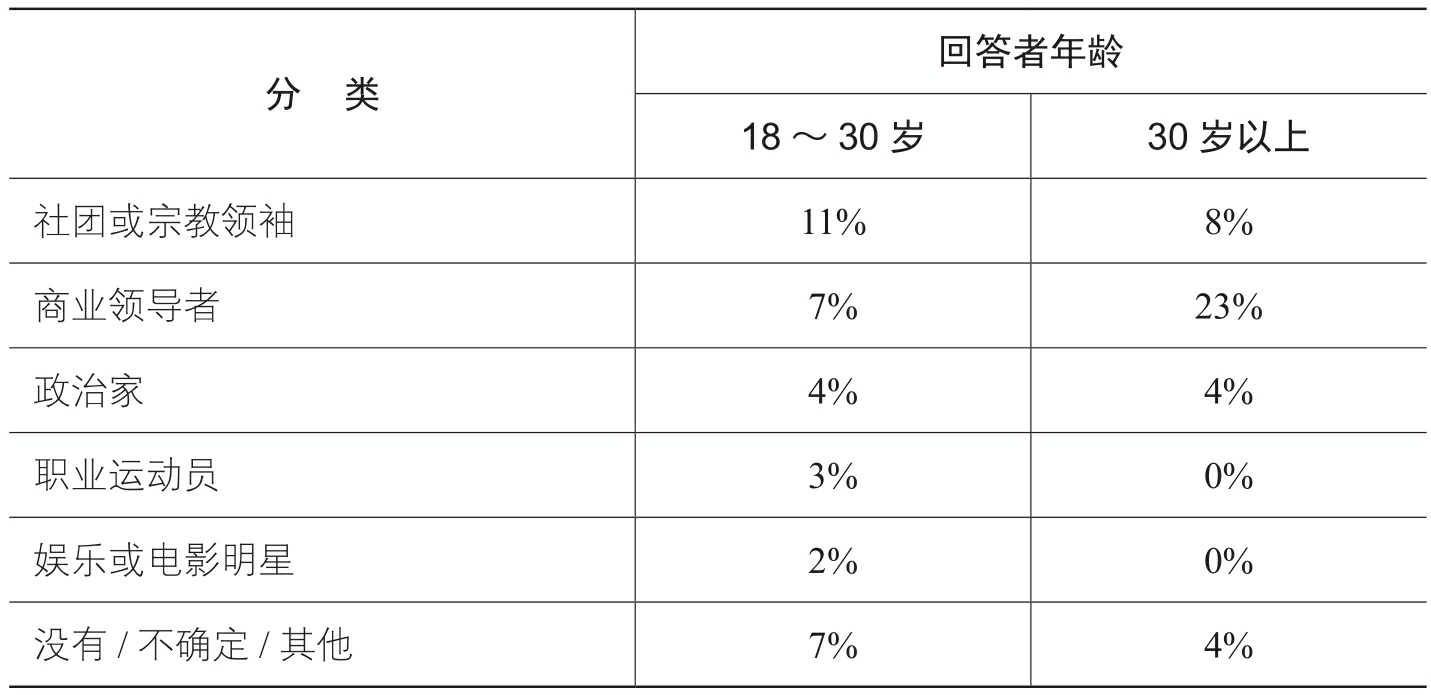 分 类
回答者年龄
18～30 岁
30 岁以上
社团或宗教领袖
11%
8%
商业领导者
7%
23%
政治家
4%
4%
职业运动员
3%
0%
娱乐或电影明星
2%
0%
没有 / 不确定 / 其他
7%
4%